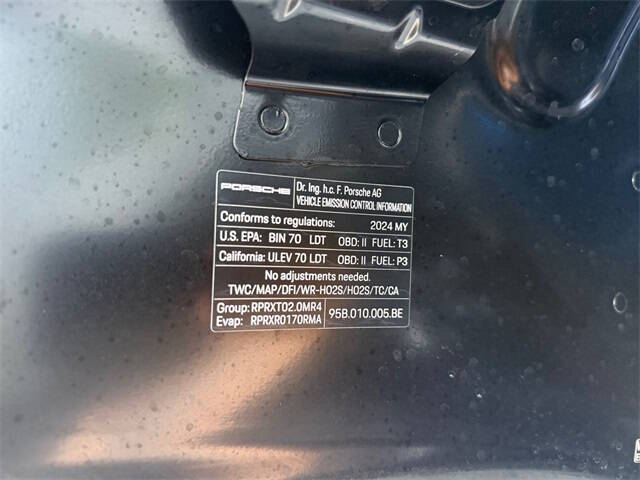 PORSCHE
Dr. Ing. h.c. F. Porsche AG
VEHICLE EMISSION CONTROL INFORMATION
Conforms to regulations: 2024 MY
U.S. EPA: BIN 70 LDT OBD: II FUEL: T3
California: ULEV 70 LDT OBD: II FUEL: P3
No adjustments needed.
TWC/MAP/DFI/WR-HO2S/HO2S/TC/CA
Group: RPRXT02.0MR4
Evap: RPRXR0170RMA
95B.010.005.BE